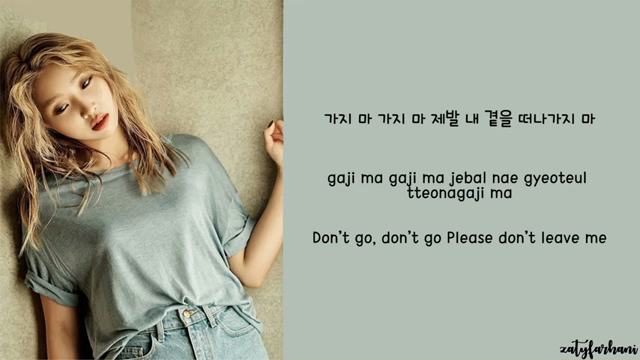 가지 마 가지 마 제발 내 곁을 떠나가지 마
gaji ma gaji ma jebal nae gyeoteul
tteonagaji ma
Don't go, don't go Please don't leave me
zatyfarhani